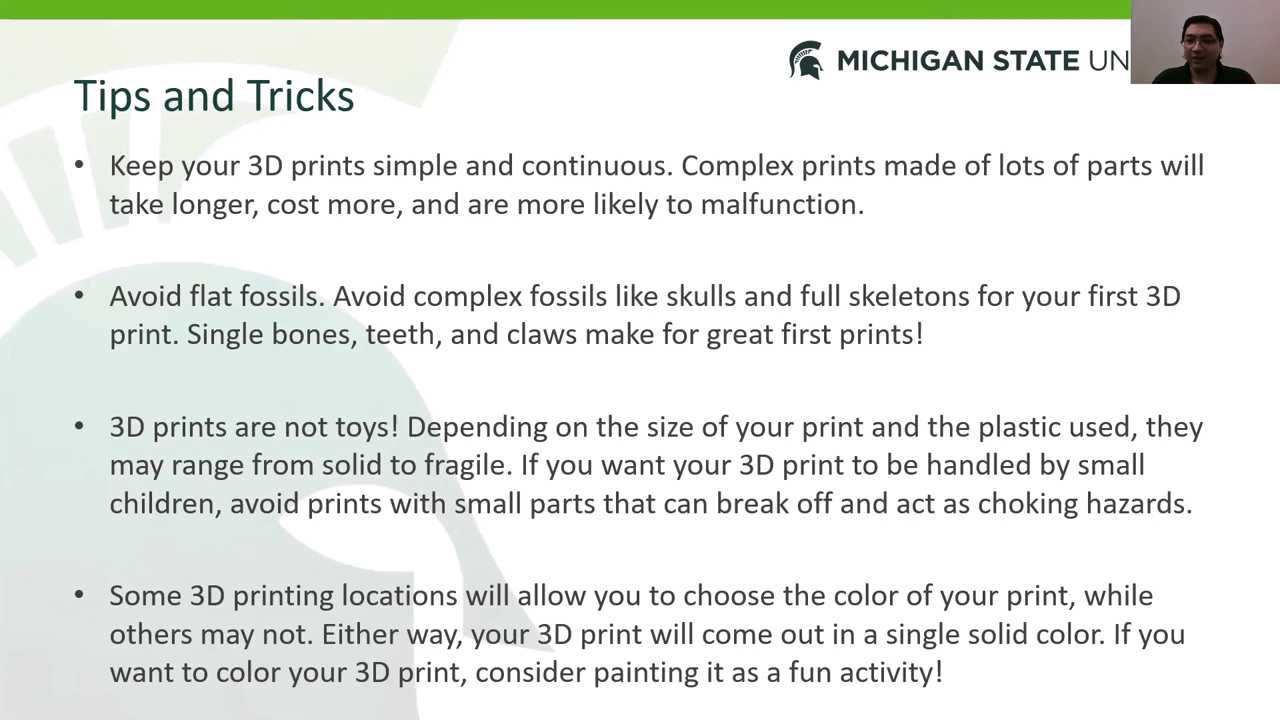 MICHIGAN STATE UN
Tips and Tricks
• Keep your 3D prints simple and continuous. Complex prints made of lots of parts will
take longer, cost more, and are more likely to malfunction.
• Avoid flat fossils. Avoid complex fossils like skulls and full skeletons for your first 3D
print. Single bones, teeth, and claws make for great first prints!
• 3D prints are not toys! Depending on the size of your print and the plastic used, they
may range from solid to fragile. If you want your 3D print to be handled by small
children, avoid prints with small parts that can break off and act as choking hazards.
• Some 3D printing locations will allow you to choose the color of your print, while
others may not. Either way, your 3D print will come out in a single solid color. If you
want to color your 3D print, consider painting it as a fun activity!